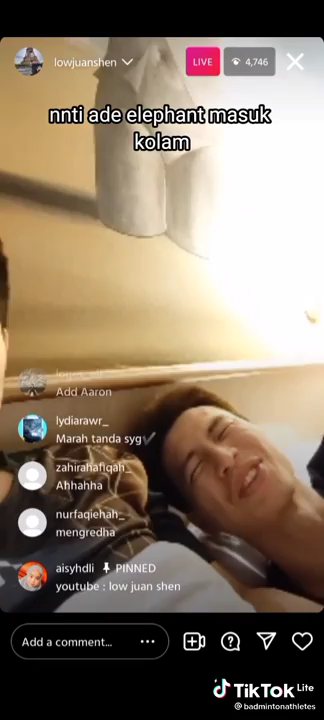 lowjuanshen
LIVE
4,746
nnti ade elephant masuk
kolam
Add Aaron
lydiarawr_
Marah tanda syg
zahirahafiqah_
Ahhahha
nurfaqiehah_
mengredha
aisyhdli PINNED
youtube : low juan shen
Add a comment...
TikTok Lite
@badmintonathletes